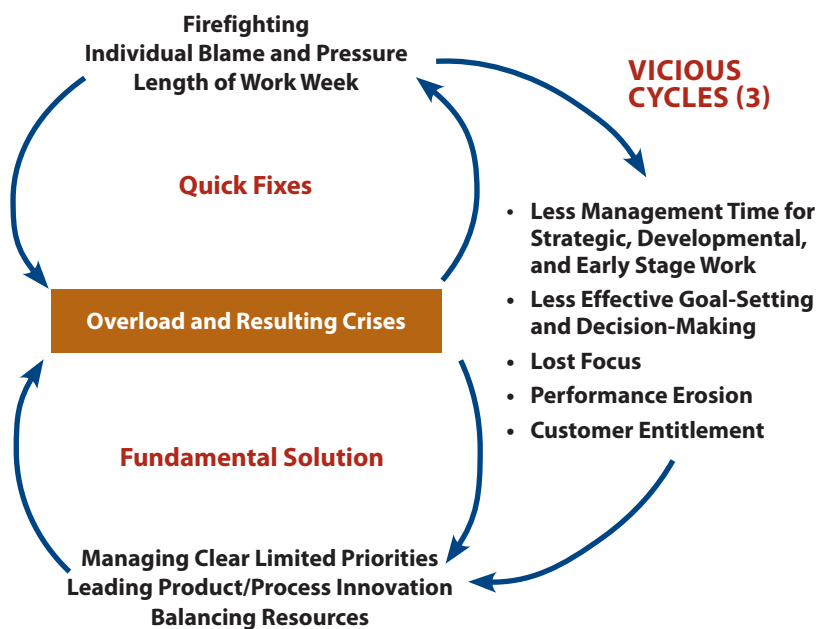 Firefighting
Individual Blame and Pressure
Length of Work Week
VICIOUS
CYCLES (3)
Quick Fixes
• Less Management Time for
Strategic, Developmental,
and Early Stage Work
• Less Effective Goal-Setting
and Decision-Making
• Lost Focus
• Performance Erosion
• Customer Entitlement
Overload and Resulting Crises
Fundamental Solution
Managing Clear Limited Priorities
Leading Product/Process Innovation
Balancing Resources